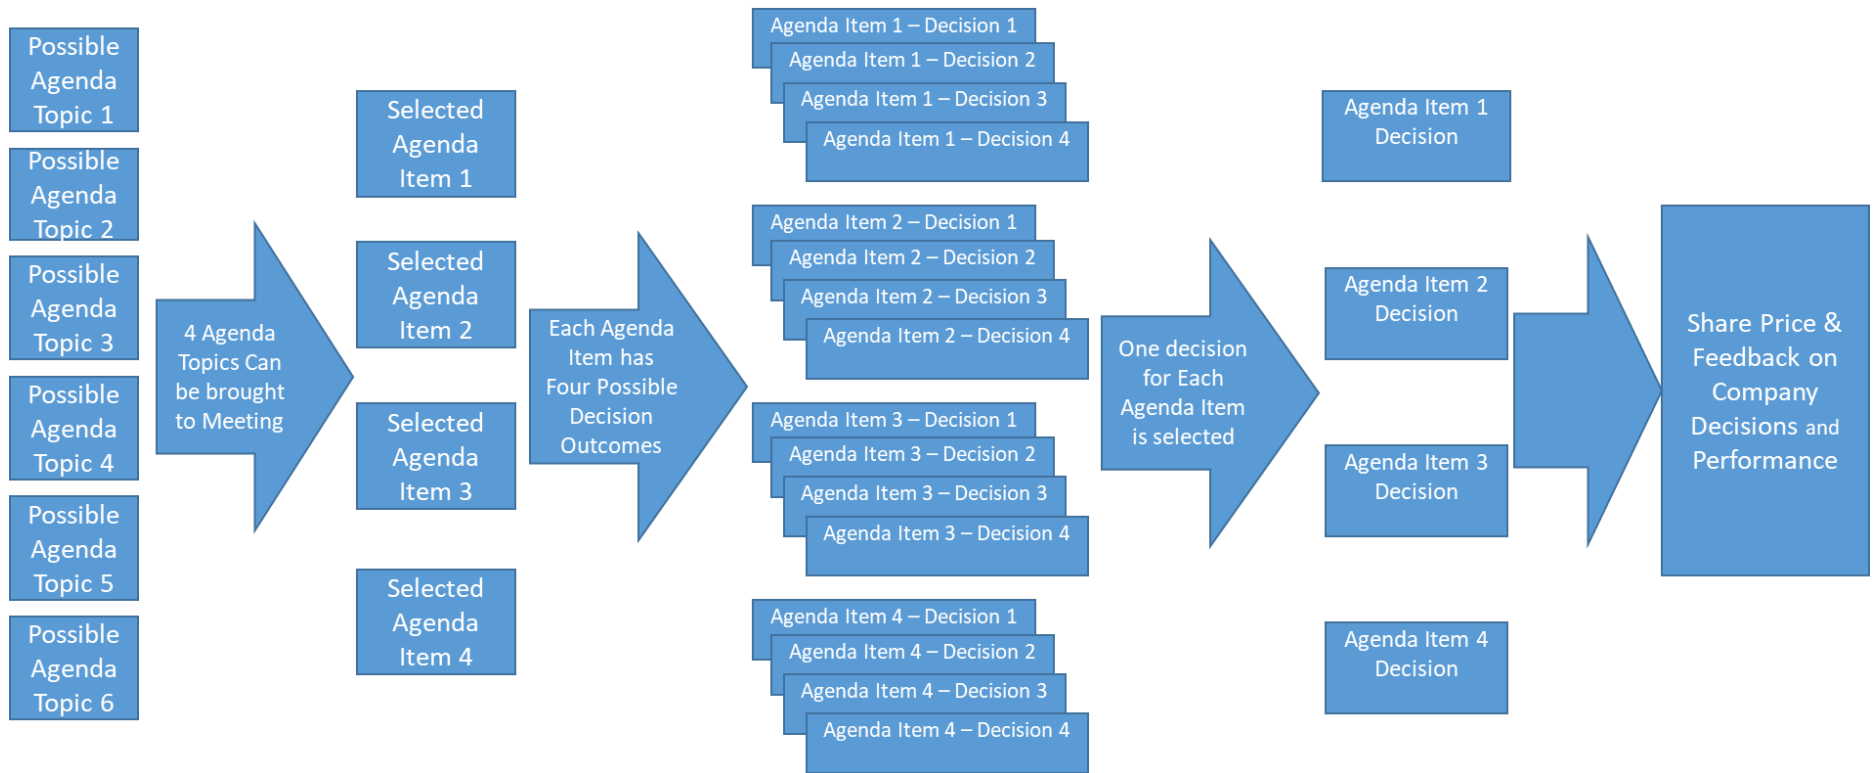 Possible
Agenda
Topic 1
Possible
Agenda
Topic 2
Possible
Agenda
Topic 3
Possible
Agenda
Topic 4
Possible
Agenda
Topic 5
Possible
Agenda
Topic 6
4 Agenda
Topics Can
be brought
to Meeting
Selected
Agenda
Item 1
Selected
Agenda
Item 2
Selected
Agenda
Item 3
Selected
Agenda
Item 4
Each Agenda
Item has
Four Possible
Decision
Outcomes
Agenda Item 1 – Decision 1
Agenda Item 1 – Decision 2
Agenda Item 1 – Decision 3
Agenda Item 1 – Decision 4
Agenda Item 2 – Decision 1
Agenda Item 2 – Decision 2
Agenda Item 2 – Decision 3
Agenda Item 2 – Decision 4
Agenda Item 3 – Decision 1
Agenda Item 3 – Decision 2
Agenda Item 3 – Decision 3
Agenda Item 3 – Decision 4
Agenda Item 4 – Decision 1
Agenda Item 4 – Decision 2
Agenda Item 4 – Decision 3
Agenda Item 4 – Decision 4
One decision
for Each
Agenda Item
is selected
Agenda Item 1
Decision
Agenda Item 2
Decision
Agenda Item 3
Decision
Agenda Item 4
Decision
Share Price &
Feedback on
Company
Decisions and
Performance